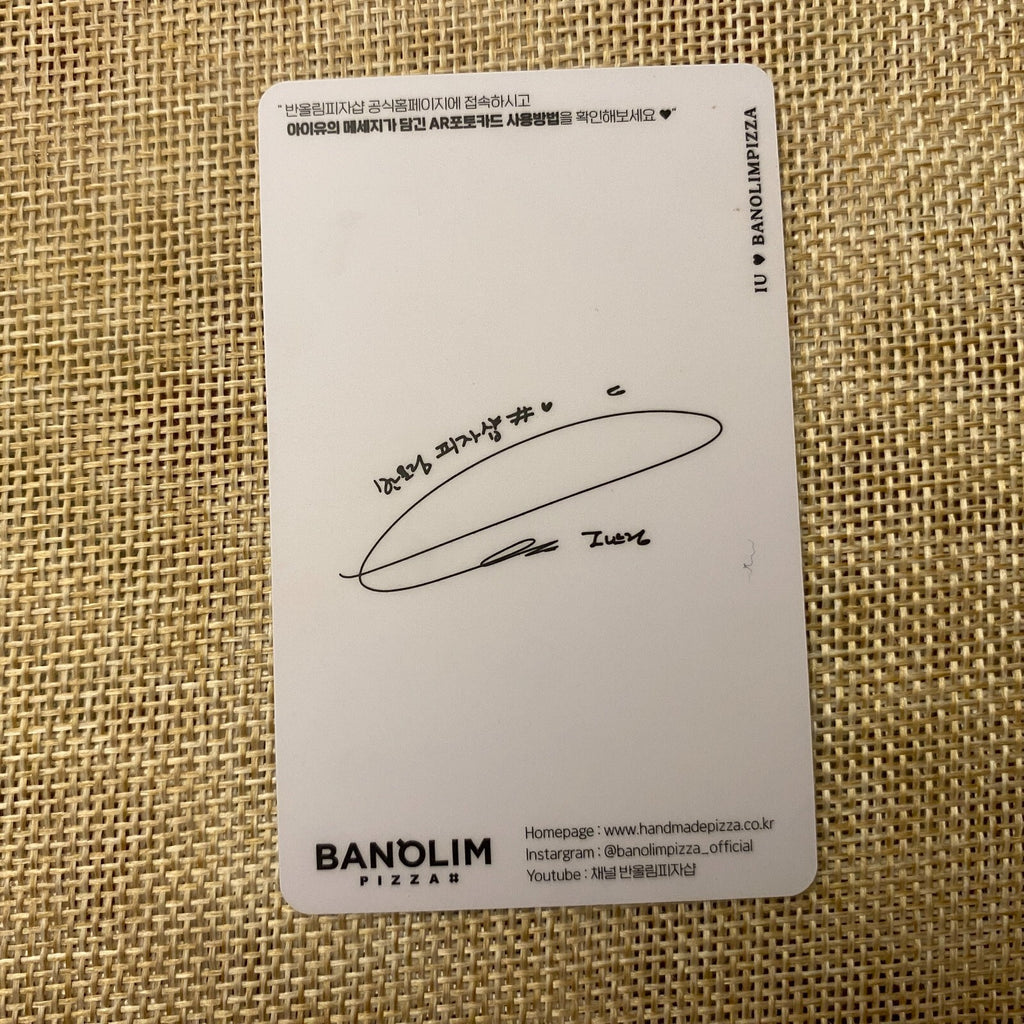 " 반올림피자샵 공식홈페이지에 접속하시고
아이유의 메세지가 담긴 AR포토카드 사용방법을 확인해보세요 ♥"
IU ♥ BANOLIMPIZZA
반올림 피자샵 # ♥
BANOLIM
PIZZA#
Homepage : www.handmadepizza.co.kr
Instargram : @banolimpizza_official
Youtube : 채널 반올림피자샵